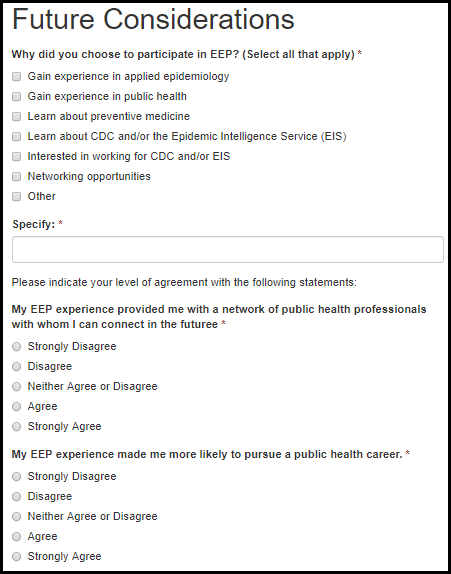 Future Considerations
Why did you choose to participate in EEP? (Select all that apply) *
Gain experience in applied epidemiology
Gain experience in public health
Learn about preventive medicine
Learn about CDC and/or the Epidemic Intelligence Service (EIS)
Interested in working for CDC and/or EIS
Networking opportunities
Other
Specify: *
Please indicate your level of agreement with the following statements:
My EEP experience provided me with a network of public health professionals
with whom I can connect in the futuree *
Strongly Disagree
Disagree
Neither Agree or Disagree
Agree
Strongly Agree
My EEP experience made me more likely to pursue a public health career. *
Strongly Disagree
Disagree
Neither Agree or Disagree
Agree
Strongly Agree